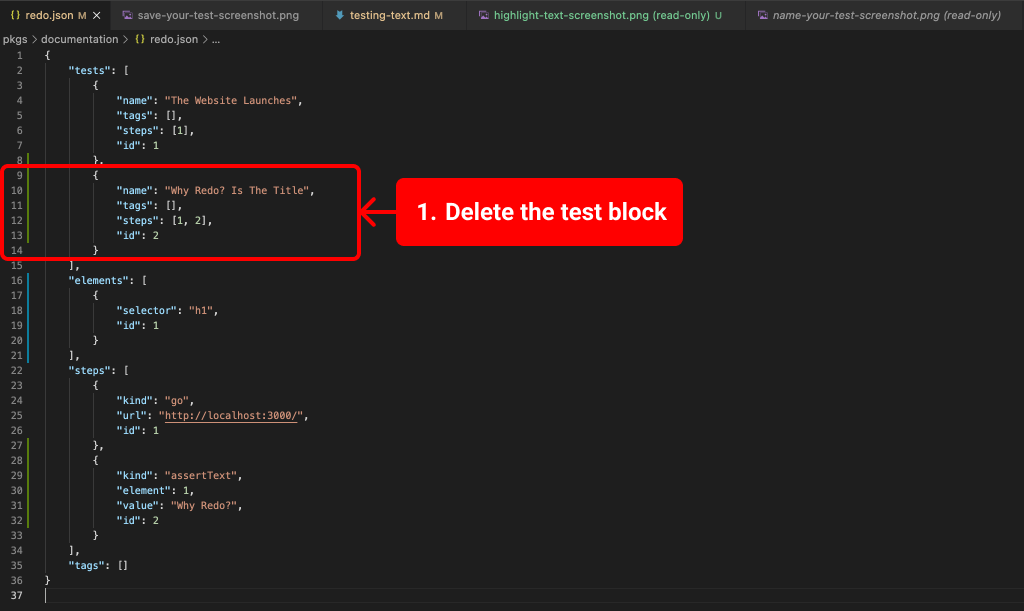 {} redo.json M × save-your-test-screenshot.png testing-text.md M highlight-text-screenshot.png (read-only) U name-your-test-screenshot.png (read-only)
pkgs > documentation > {} redo.json > ...
1 {
2 "tests": [
3 {
4 "name": "The Website Launches",
5 "tags": [],
6 "steps": [1],
7 "id": 1
8 },
9 {
10 "name": "Why Redo? Is The Title",
11 "tags": [],
12 "steps": [1, 2],
13 "id": 2
14 }
1. Delete the test block
15 ],
16 "elements": [
17 {
18 "selector": "h1",
19 "id": 1
20 }
21 ],
22 "steps": [
23 {
24 "kind": "go",
25 "url": "http://localhost:3000/",
26 "id": 1
27 },
28 {
29 "kind": "assertText",
30 "element": 1,
31 "value": "Why Redo?",
32 "id": 2
33 }
34 ],
35 "tags": []
36 }
37